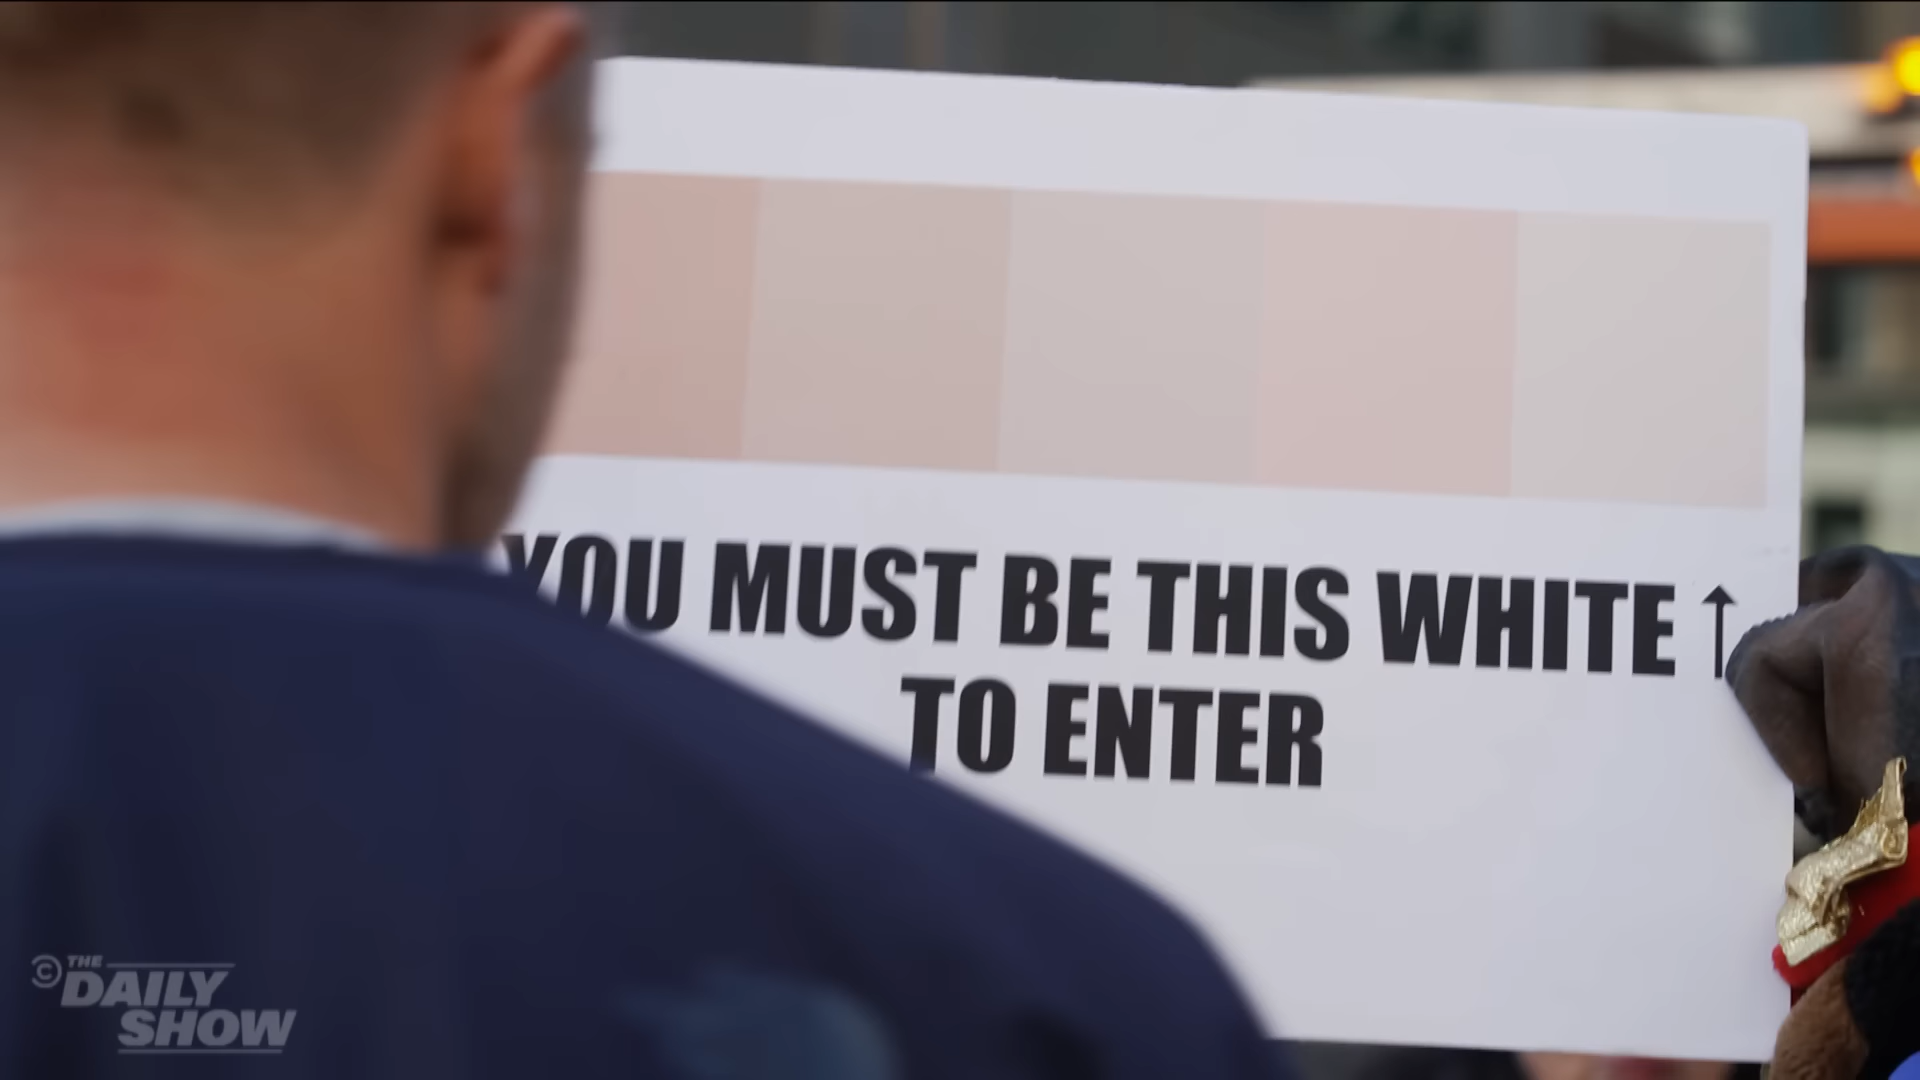 YOU MUST BE THIS WHITE ↑
TO ENTER
© THE
DAILY
SHOW